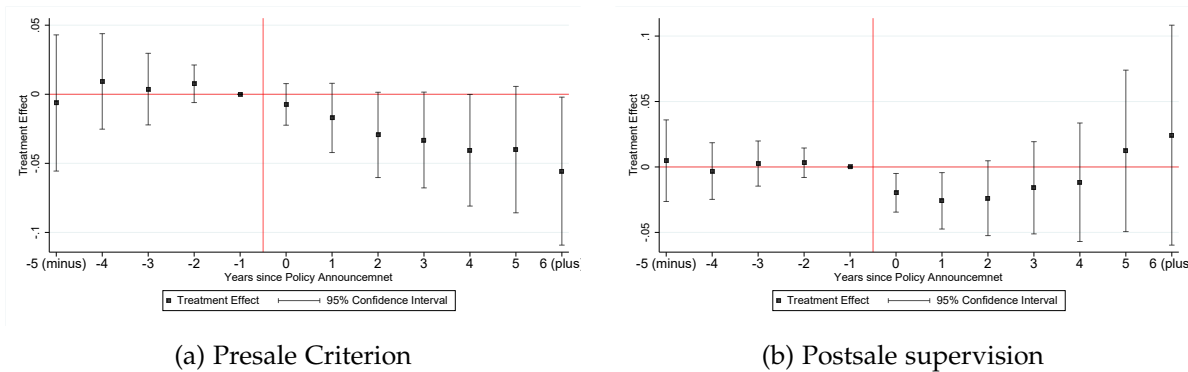 .05
0
-.05
-.1
Treatment Effect
-5 (minus) -4 -3 -2 -1 0 1 2 3 4 5 6 (plus
Years since Policy Announcemnet
Treatment Effect 95% Confidence Interval
(a) Presale Criterion
.1
.05
0
-.05
Treatment Effect
-5 (minus) -4 -3 -2 -1 0 1 2 3 4 5 6 (plus
Years since Policy Announcemnet
Treatment Effect 95% Confidence Interval
(b) Postsale supervision